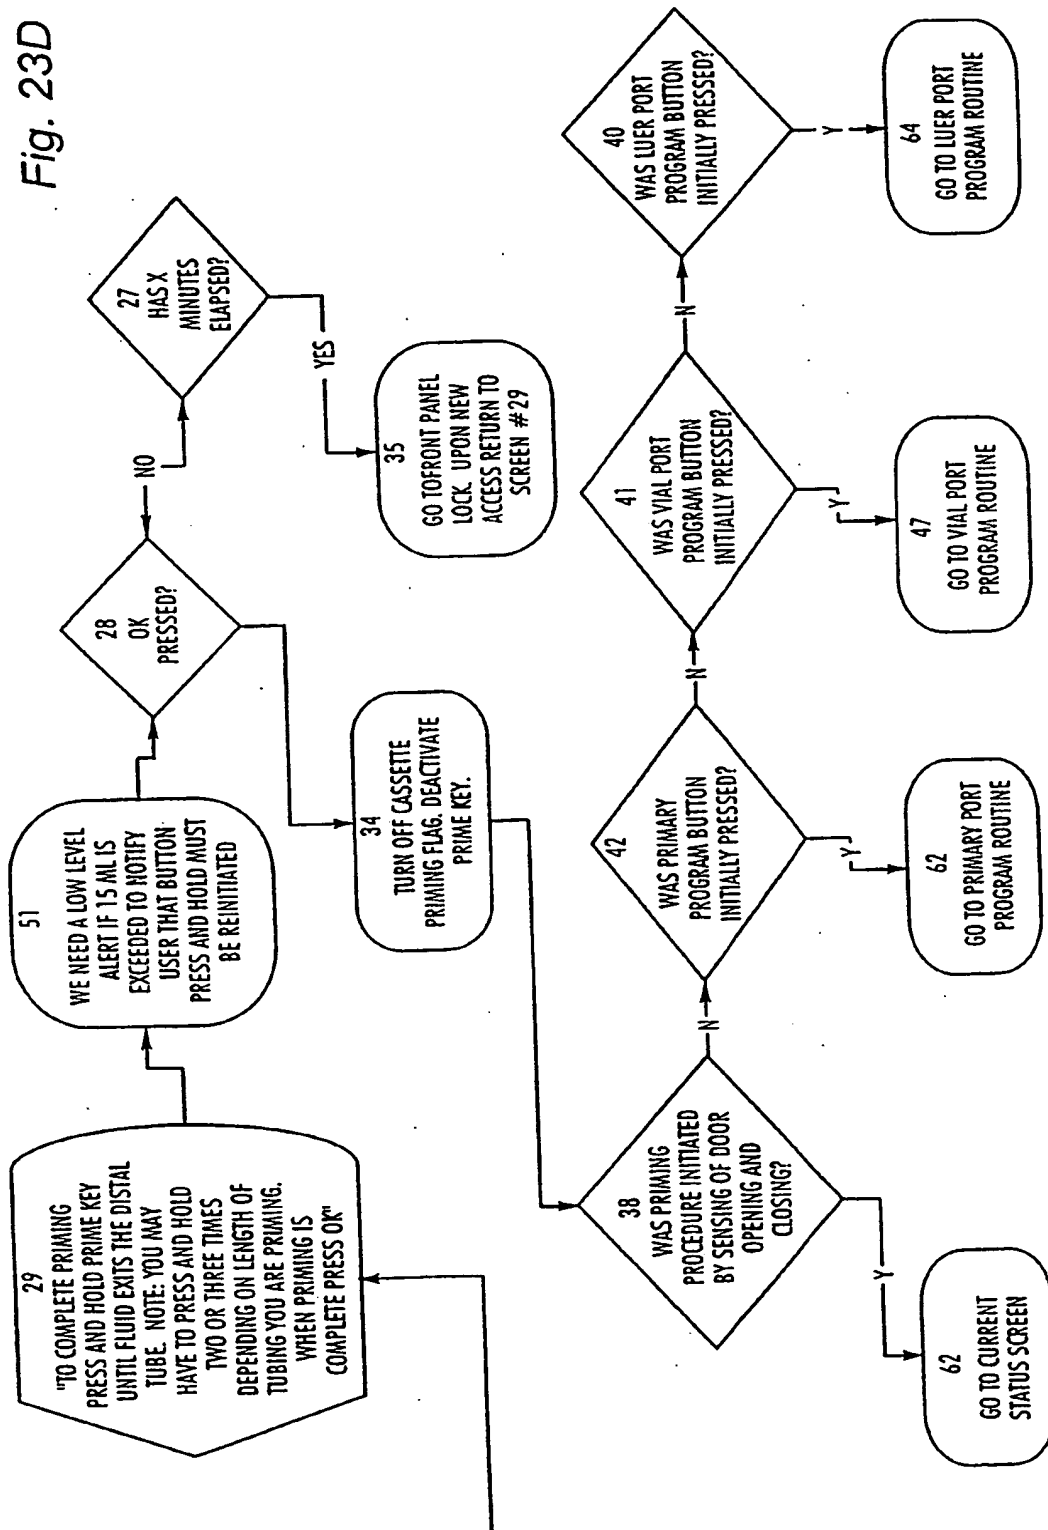 Fig. 23D
29
"TO COMPLETE PRIMING
PRESS AND HOLD PRIME KEY
UNTIL FLUID EXITS THE DISTAL
TUBE. NOTE: YOU MAY
HAVE TO PRESS AND HOLD
TWO OR THREE TIMES
DEPENDING ON LENGTH OF
TUBING YOU ARE PRIMING.
WHEN PRIMING IS
COMPLETE PRESS OK"
51
WE NEED A LOW LEVEL
ALERT IF 15 ML IS
EXCEEDED TO NOTIFY
USER THAT BUTTON
PRESS AND HOLD MUST
BE REINITIATED
28
OK
PRESSED?
NO
27
HAS X
MINUTES
ELAPSED?
YES
35
GO TOFRONT PANEL
LOCK. UPON NEW
ACCESS RETURN TO
SCREEN #29
34
TURN OFF CASSETTE
PRIMING FLAG. DEACTIVATE
PRIME KEY.
38
WAS PRIMING
PROCEDURE INITIATED
BY SENSING OF DOOR
OPENING AND
CLOSING?
Y
62
GO TO CURRENT
STATUS SCREEN
N
42
WAS PRIMARY
PROGRAM BUTTON
INITIALLY PRESSED?
Y
62
GO TO PRIMARY PORT
PROGRAM ROUTINE
N
41
WAS VIAL PORT
PROGRAM BUTTON
INITIALLY PRESSED?
Y
47
GO TO VIAL PORT
PROGRAM ROUTINE
N
40
WAS LUER PORT
PROGRAM BUTTON
INITIALLY PRESSED?
Y
64
GO TO LUER PORT
PROGRAM ROUTINE